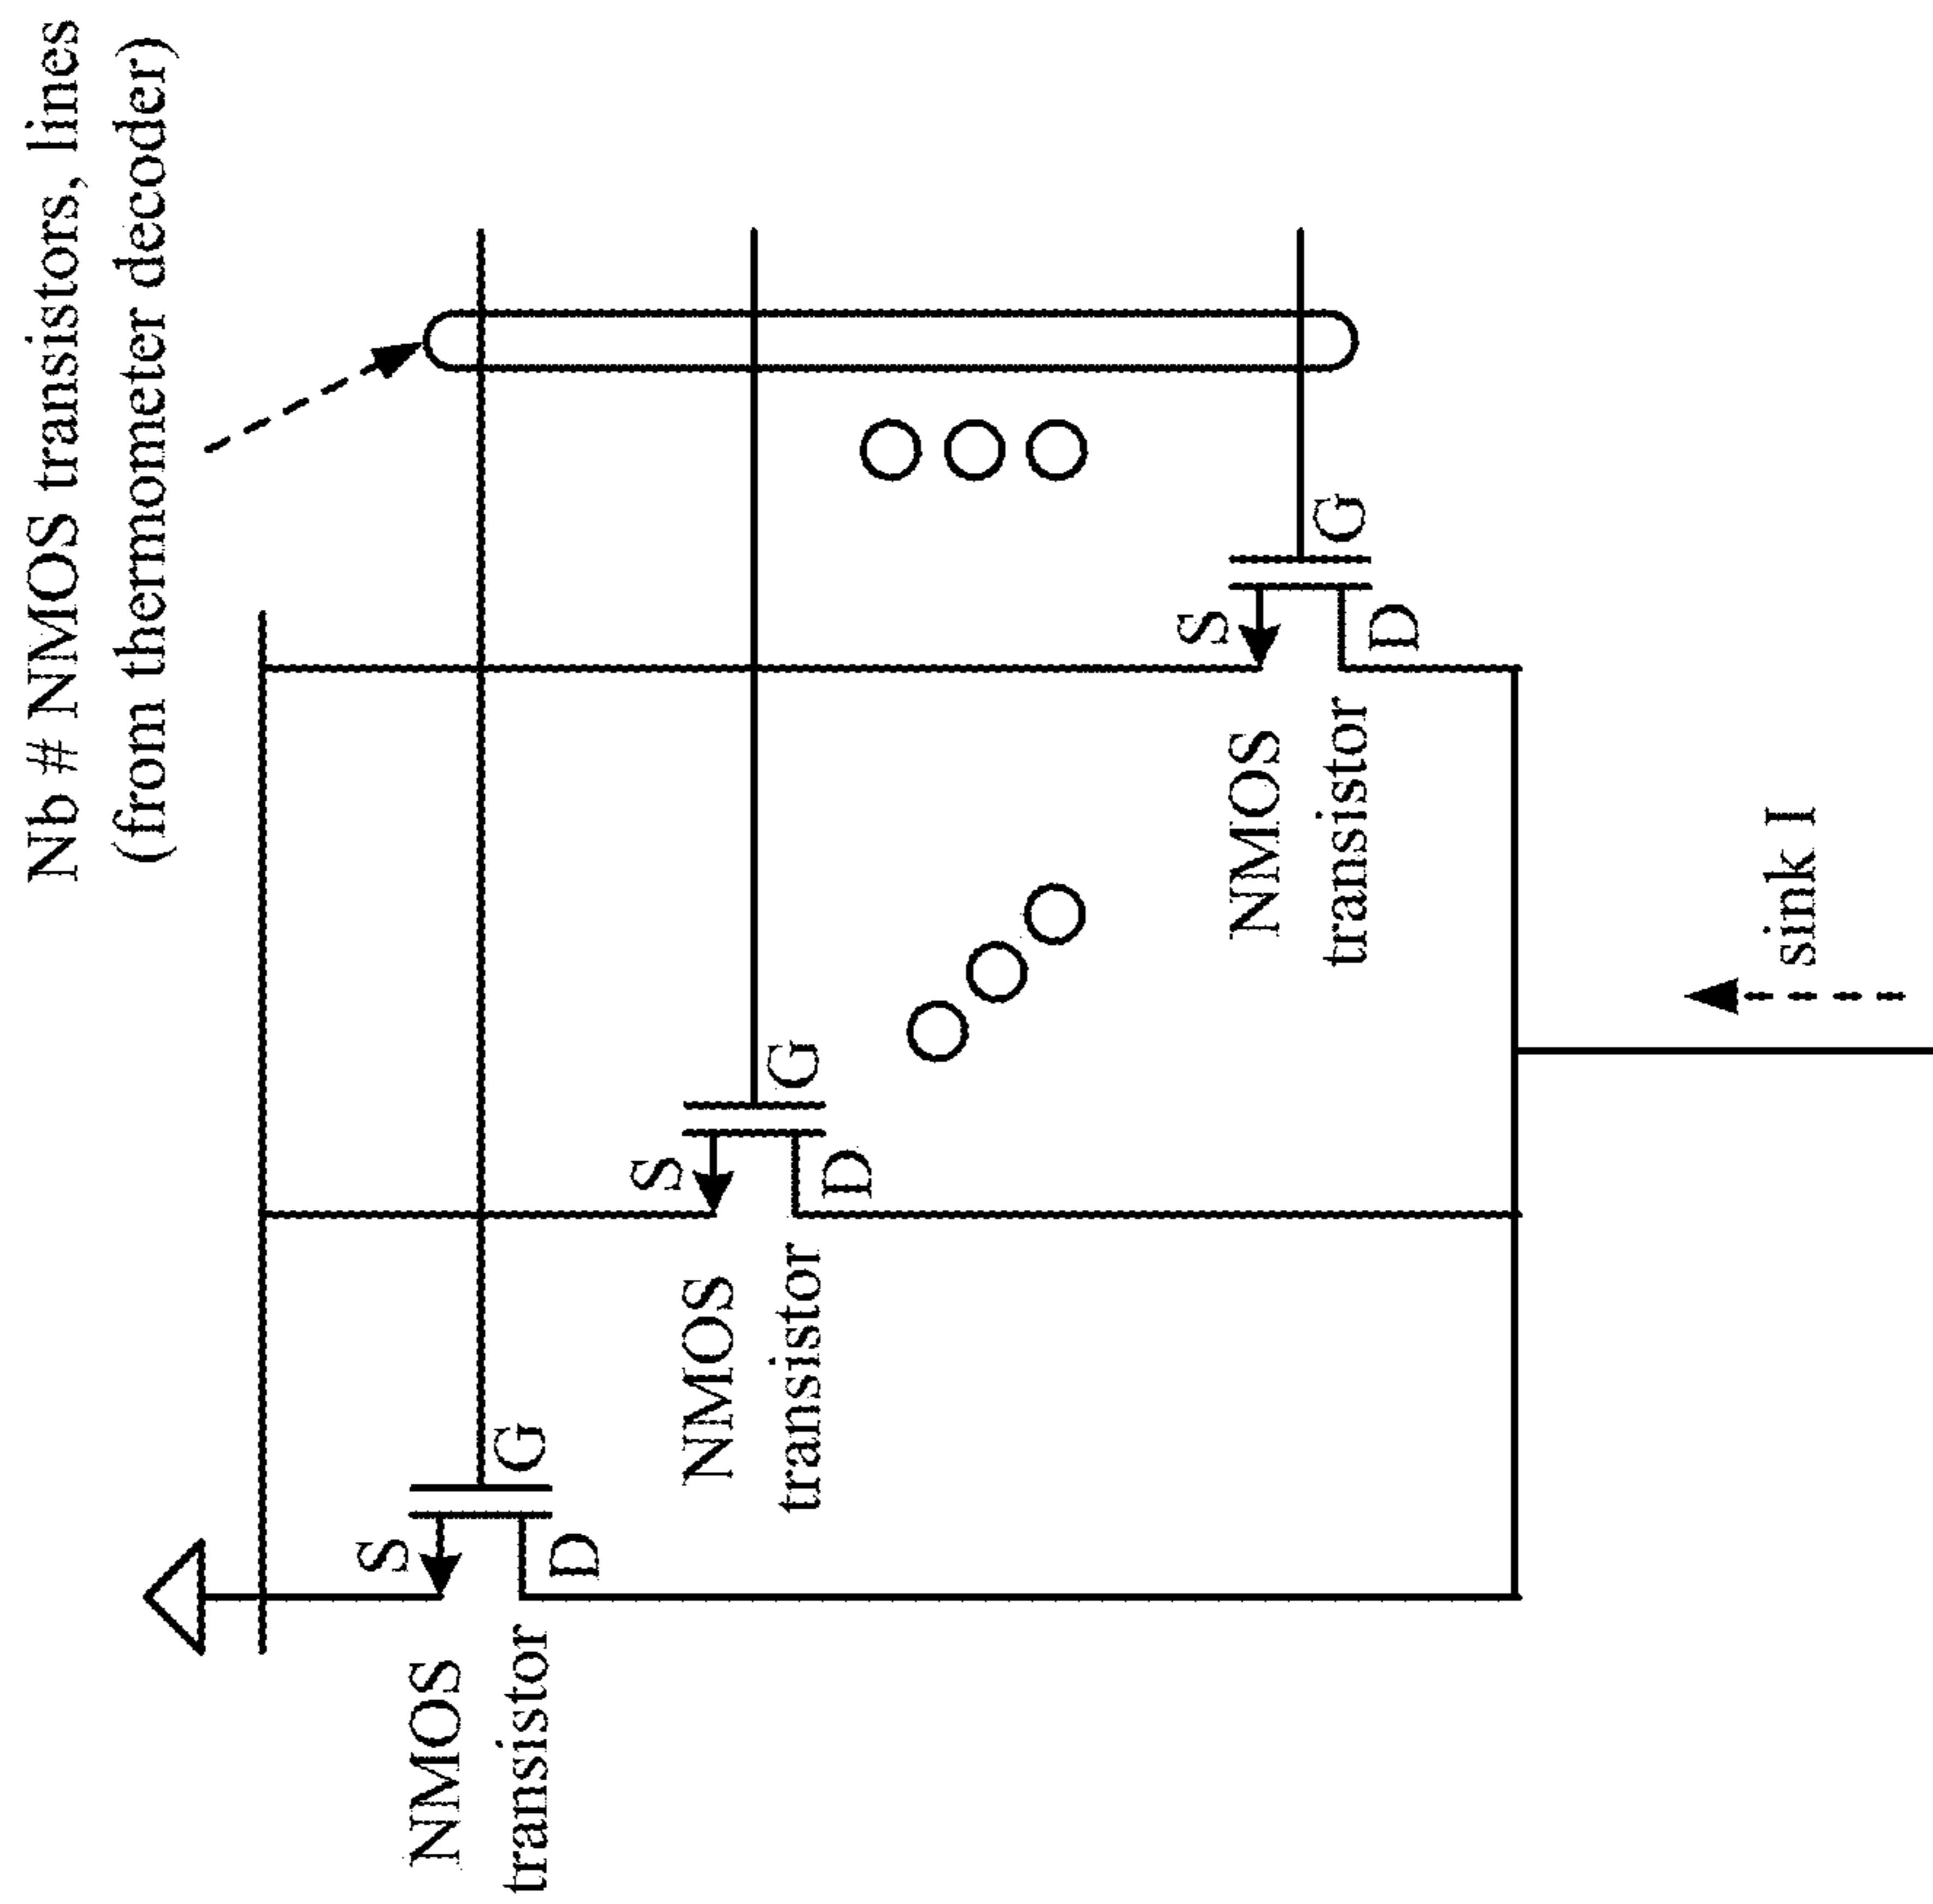 Nb # NMOS transistors, lines
(from thermometer decoder)
S
G
D
NMOS
transistor
S
G
D
NMOS
transistor
S
G
D
NMOS
transistor
sink I